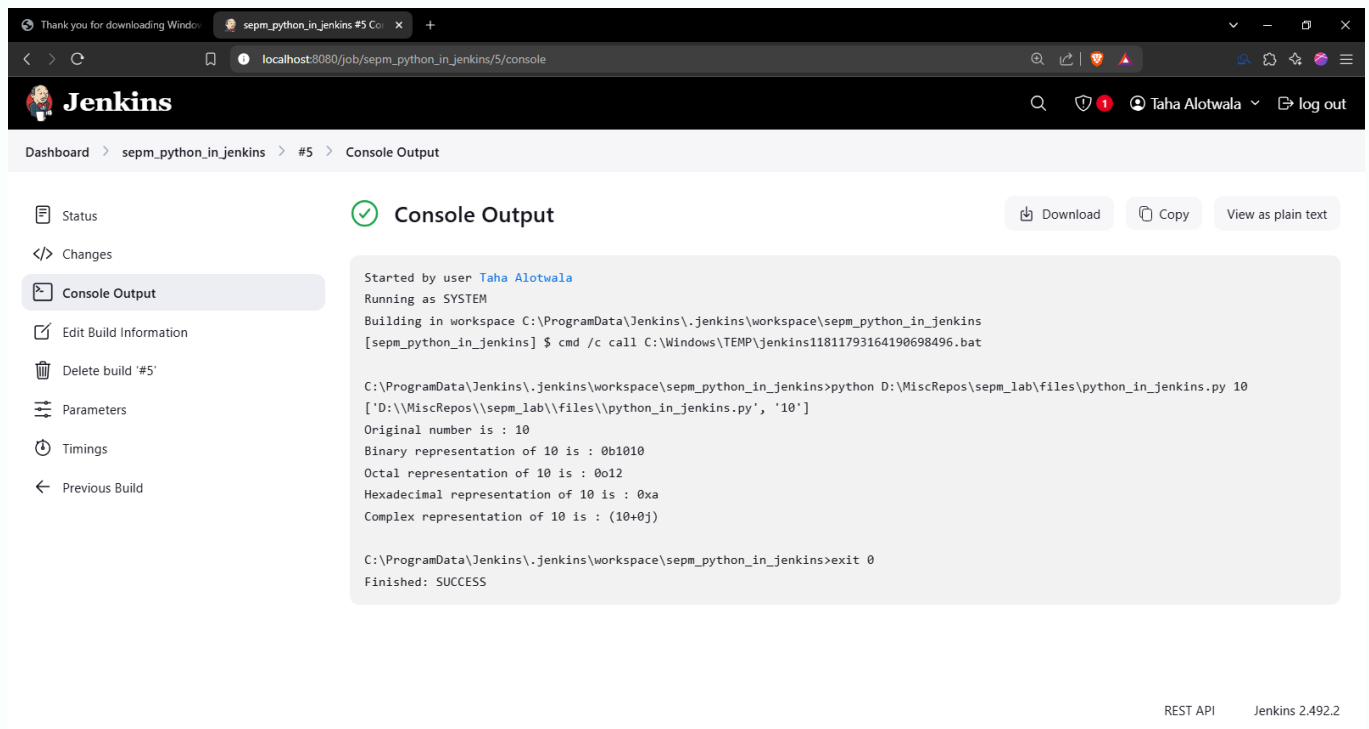 Thank you for downloading Window
sepm_python_in_jenkins #5 Co
localhost:8080/job/sepm_python_in_jenkins/5/console
Jenkins
1
Taha Alotwala
log out
Dashboard > sepm_python_in_jenkins > #5 > Console Output
Status
Changes
Console Output
Edit Build Information
Delete build '#5'
Parameters
Timings
Previous Build
Console Output
Download
Copy
View as plain text
Started by user Taha Alotwala
Running as SYSTEM
Building in workspace C:\ProgramData\Jenkins\.jenkins\workspace\sepm_python_in_jenkins
[sepm_python_in_jenkins] $ cmd /c call C:\Windows\TEMP\jenkins11811793164190698496.bat
C:\ProgramData\Jenkins\.jenkins\workspace\sepm_python_in_jenkins>python D:\MiscRepos\sepm_lab\files\python_in_jenkins.py 10
['D:\\MiscRepos\\sepm_lab\\files\\python_in_jenkins.py', '10']
Original number is : 10
Binary representation of 10 is : 0b1010
Octal representation of 10 is : 0o12
Hexadecimal representation of 10 is : 0xa
Complex representation of 10 is : (10+0j)
C:\ProgramData\Jenkins\.jenkins\workspace\sepm_python_in_jenkins>exit 0
Finished: SUCCESS
REST API
Jenkins 2.492.2